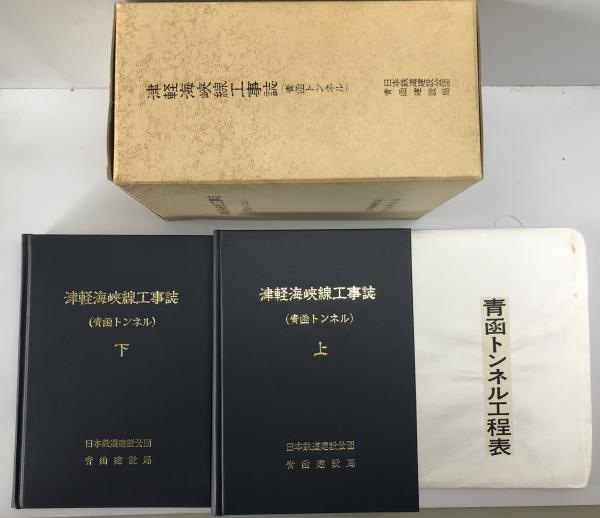 津軽海峡線工事誌(青函トンネル)
日本鉄道建設公団
青函建設局
津軽海峡線工事誌
(青函トンネル)
下
日本鉄道建設公団
青函建設局
津軽海峡線工事誌
(青函トンネル)
上
日本鉄道建設公団
青函建設局
青函トンネル工程表